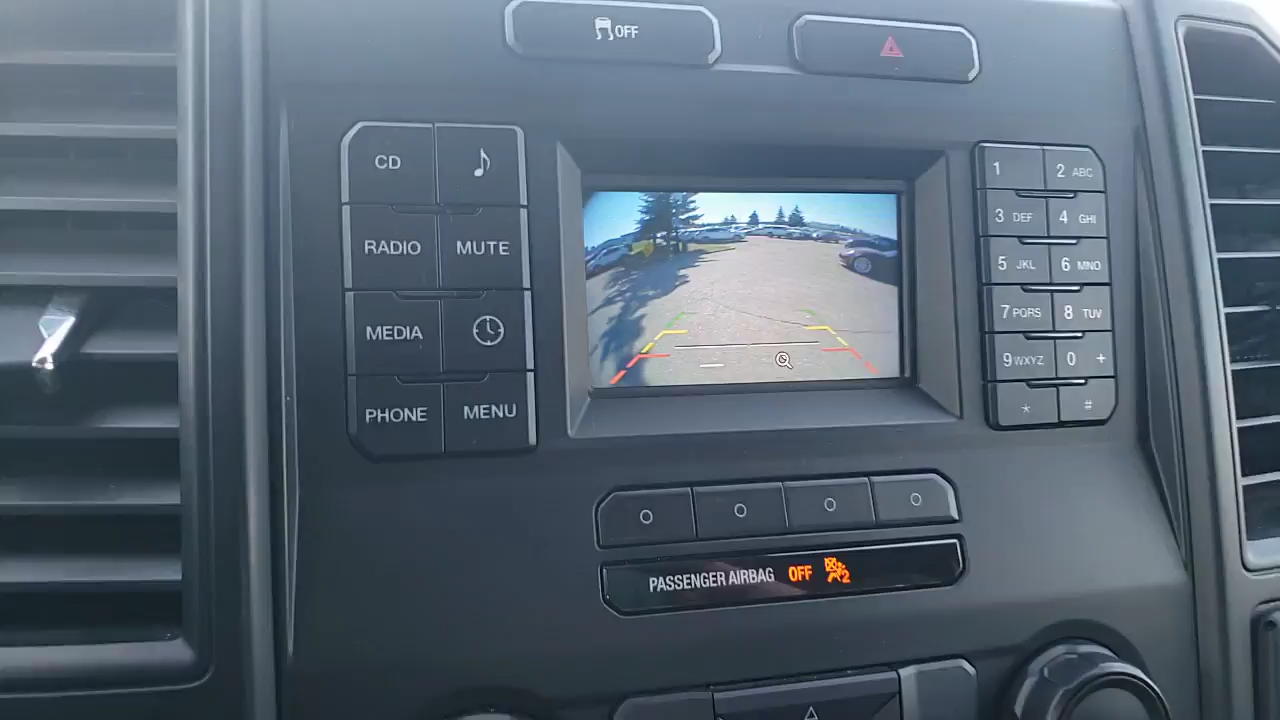 OFF
CD
RADIO MUTE
MEDIA
PHONE MENU
1 2 ABC
3 DEF 4 GHI
5 JKL 6 MNO
7 PQRS 8 TUV
9 WXYZ 0 +
* #
PASSENGER AIRBAG OFF 2